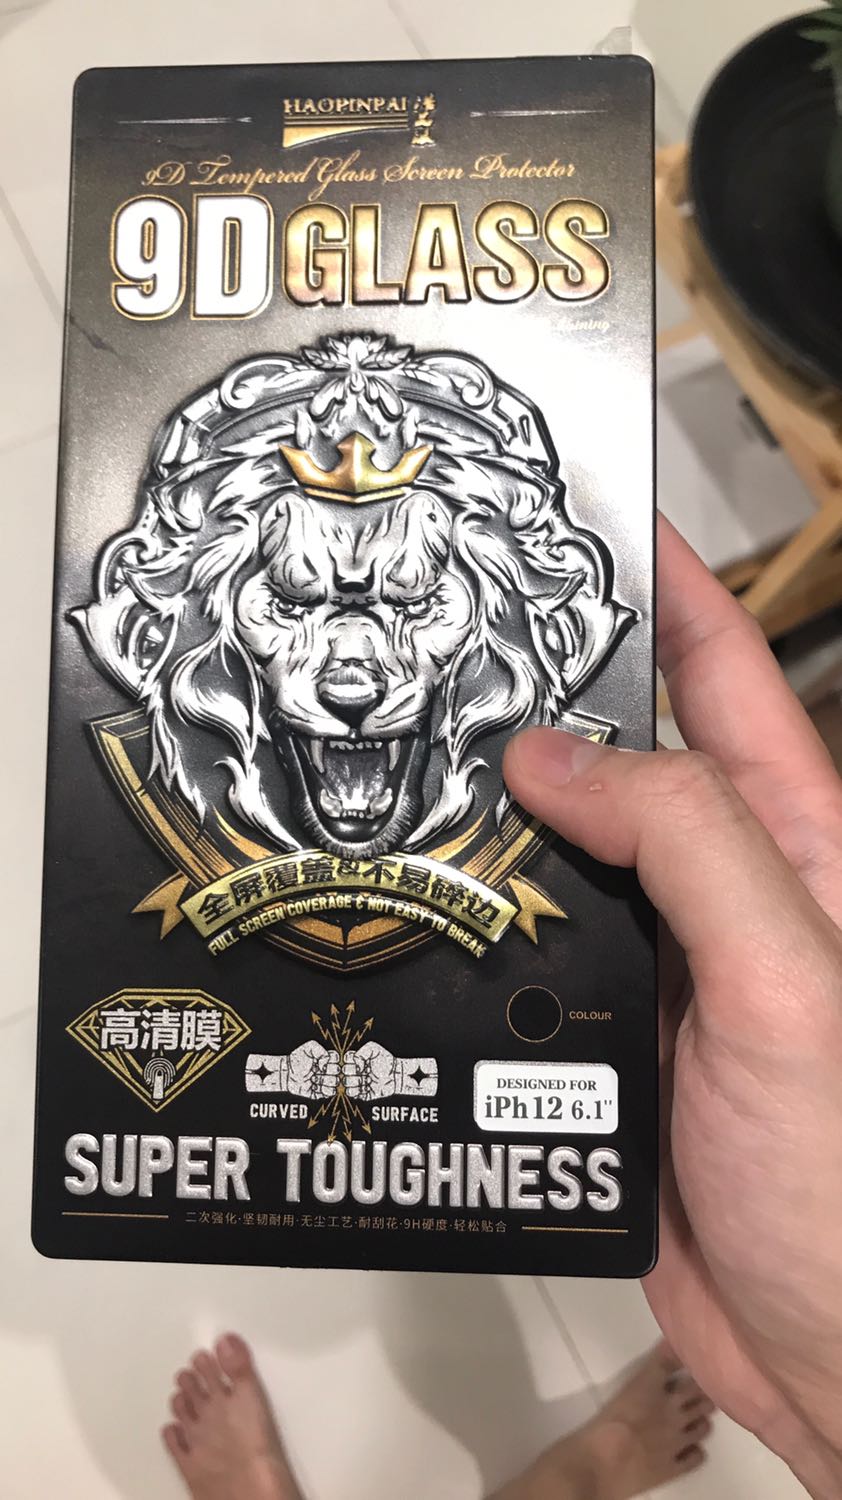 HAOPINPAI
9D Tempered Glass Screen Protector
9D GLASS
全屏覆盖&不易碎边
FULL SCREEN COVERAGE & NOT EASY TO BREAK
高清膜
COLOUR
CURVED SURFACE
DESIGNED FOR
iPh12 6.1"
SUPER TOUGHNESS
二次强化·坚韧耐用·无尘工艺·耐刮花·9H硬度·轻松贴合